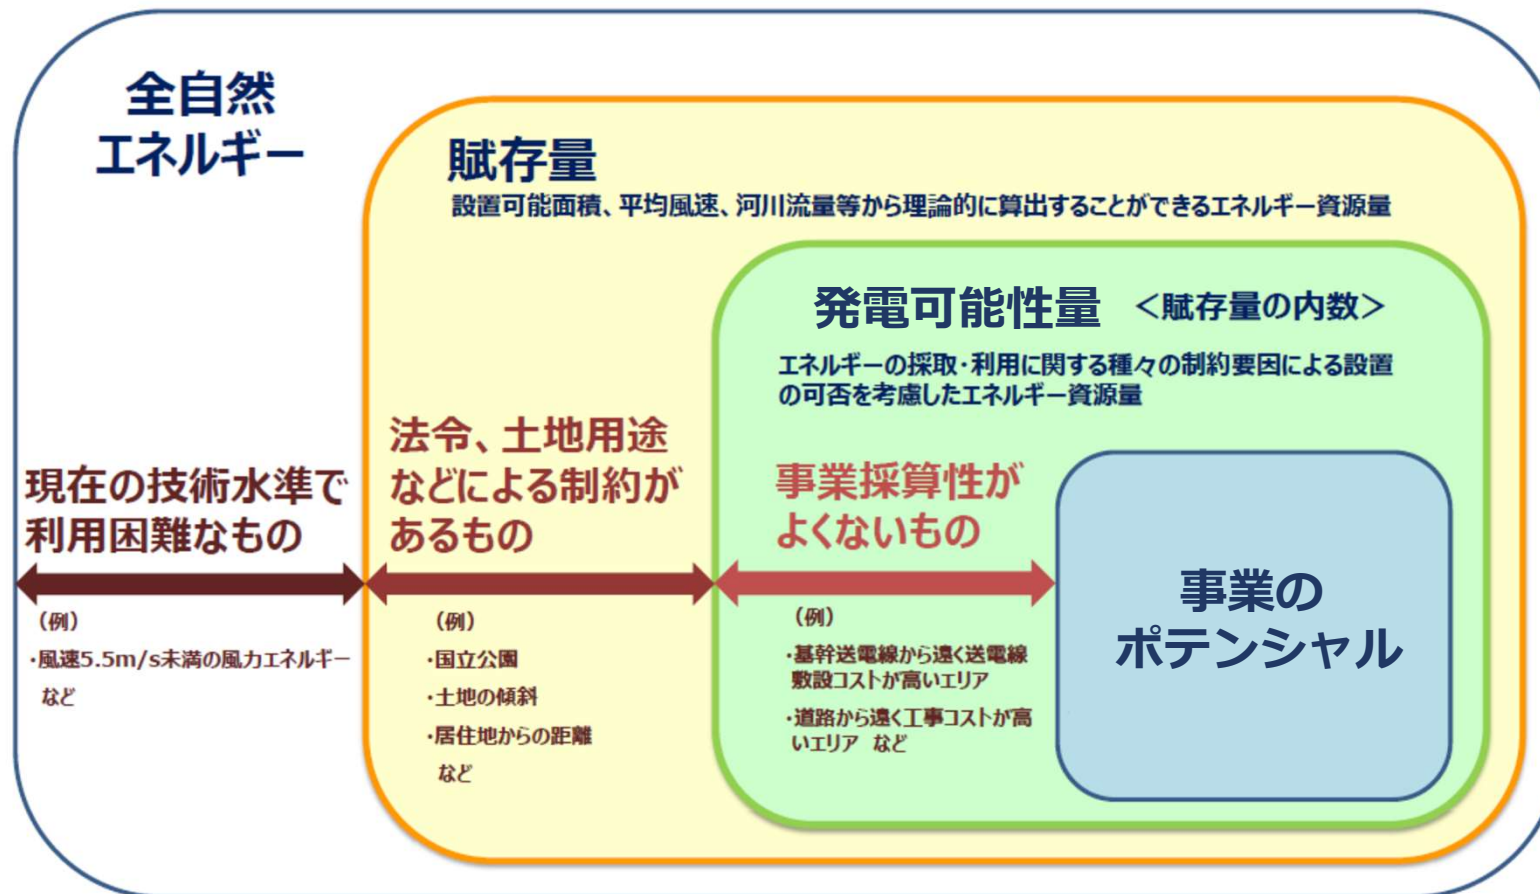 全自然
エネルギー
賦存量
設置可能面積、平均風速、河川流量等から理論的に算出することができるエネルギー資源量
発電可能性量 ＜賦存量の内数＞
エネルギーの採取・利用に関する種々の制約要因による設置
の可否を考慮したエネルギー資源量
現在の技術水準で
利用困難なもの
（例）
・風速5.5m/s未満の風力エネルギー
など
法令、土地用途
などによる制約が
あるもの
（例）
・国立公園
・土地の傾斜
・居住地からの距離
など
事業採算性が
よくないもの
（例）
・基幹送電線から遠く送電線
敷設コストが高いエリア
・道路から遠く工事コストが高
いエリア など
事業の
ポテンシャル